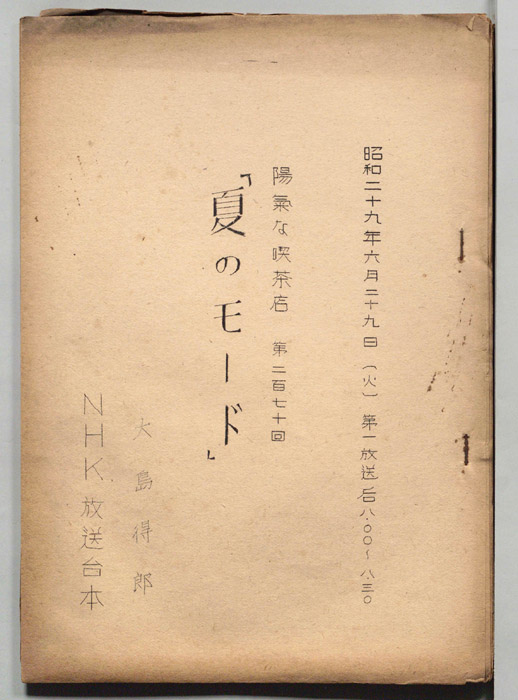 昭和二十九年六月二十九日（火）第一放送后八.〇〇～八.三〇
陽氣な喫茶店　第二百七十回
「夏のモード」
大島得郎
NHK放送台本